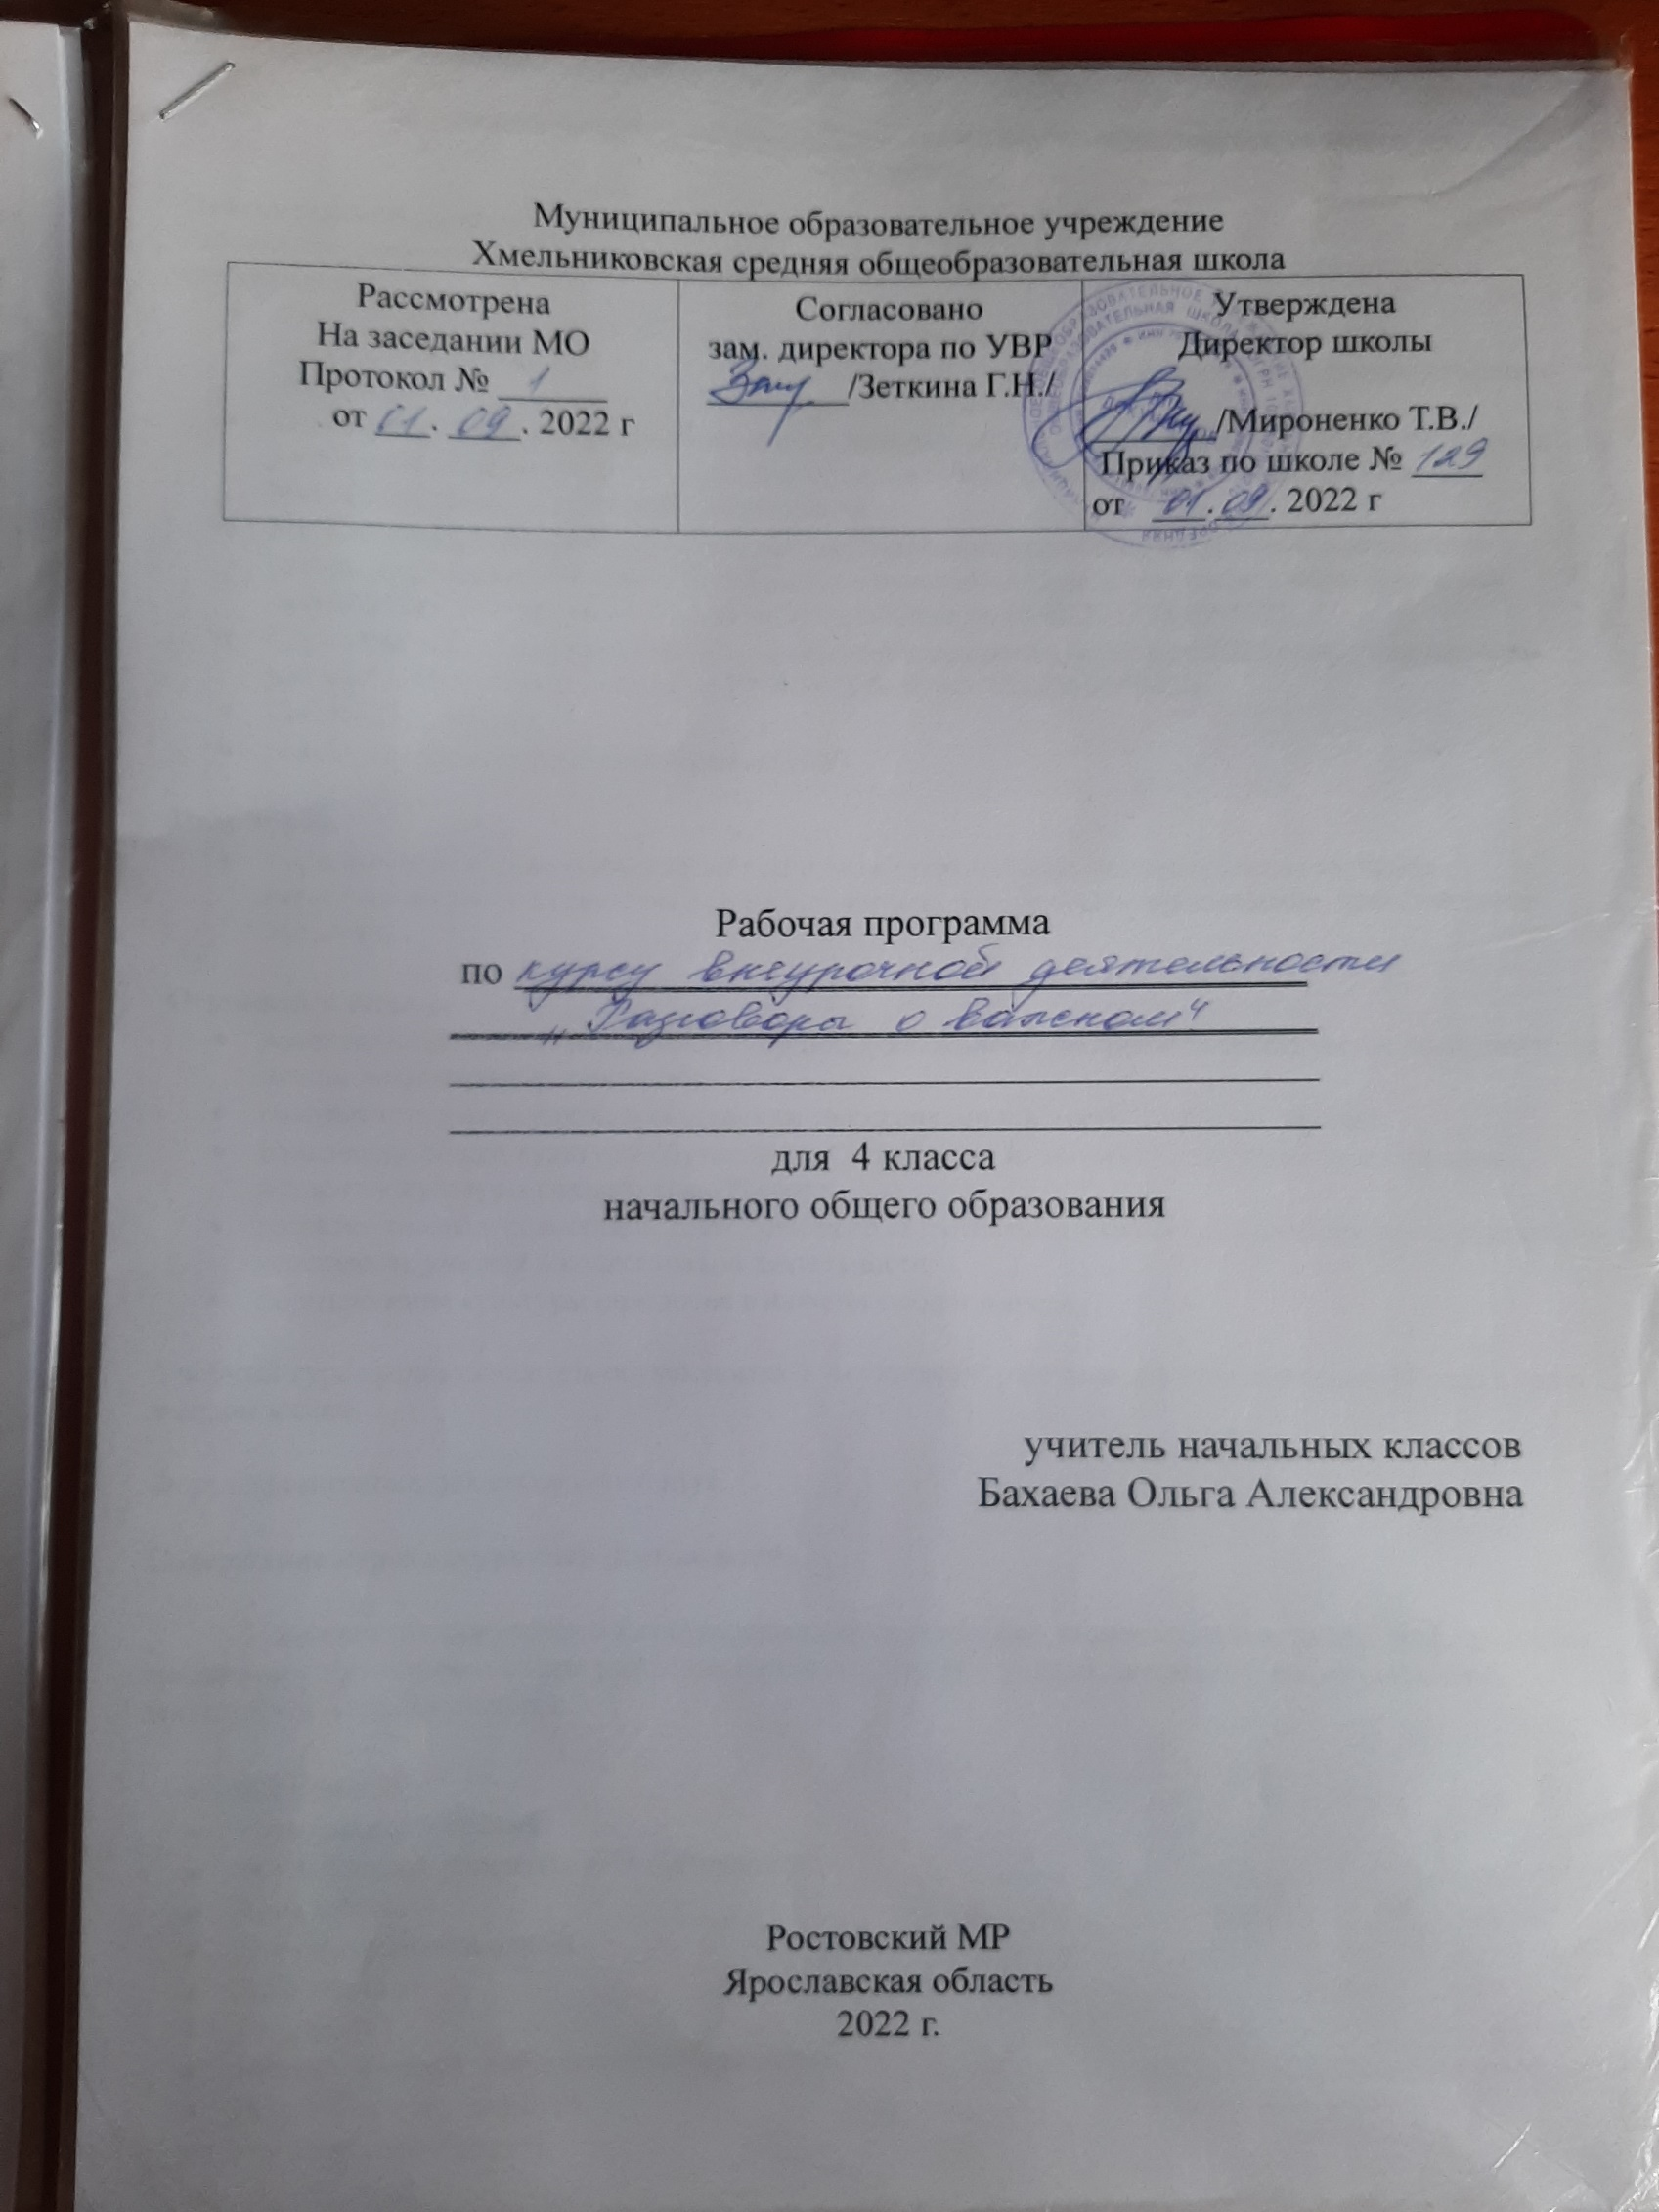 Муниципальное образовательное учреждение
Хмельниковская средняя общеобразовательная школа
Рассмотрена
На заседании МО
Протокол № 1
от 01. 09. 2022 г
Согласовано
зам. директора по УВР
/Зеткина Г.Н./
Утверждена
Директор школы
/Мироненко Т.В./
Приказ по школе № 129
от 01.09. 2022 г
Рабочая программа
по курсу внеурочной деятельности
„Разговоры о важном“
для 4 класса
начального общего образования
учитель начальных классов
Бахаева Ольга Александровна
Ростовский МР
Ярославская область
2022 г.